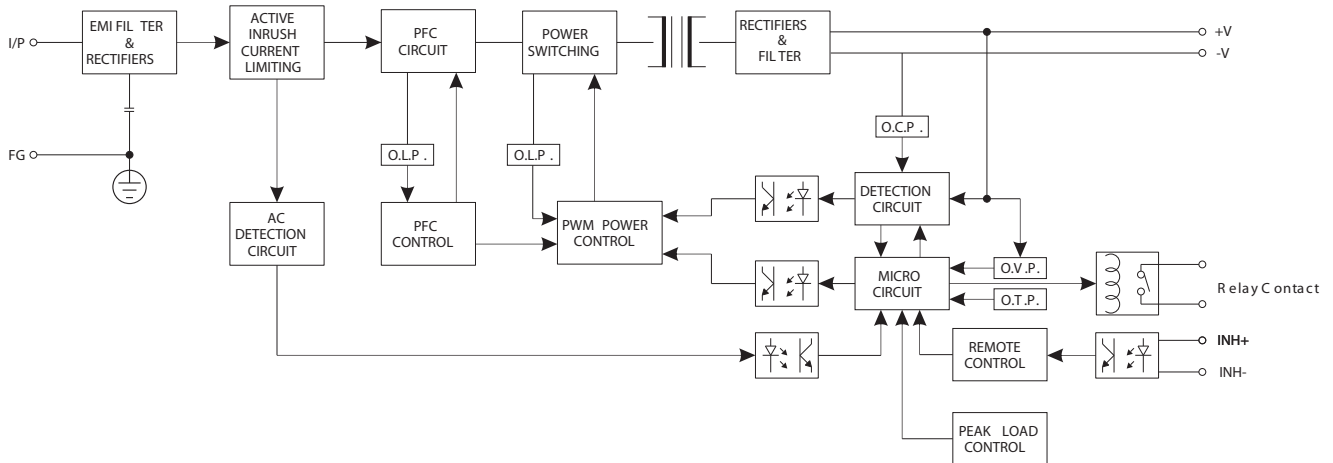 I/P
EMI FIL TER
&
RECTIFIERS
ACTIVE
INRUSH
CURRENT
LIMITING
PFC
CIRCUIT
POWER
SWITCHING
RECTIFIERS
&
FIL TER
+V
-V
FG
O.L.P .
O.L.P .
O.C.P .
AC
DETECTION
CIRCUIT
PFC
CONTROL
PWM POWER
CONTROL
DETECTION
CIRCUIT
MICRO
CIRCUIT
O.V .P.
O.T.P.
R elay C ontact
REMOTE
CONTROL
INH+
INH-
PEAK LOAD
CONTROL